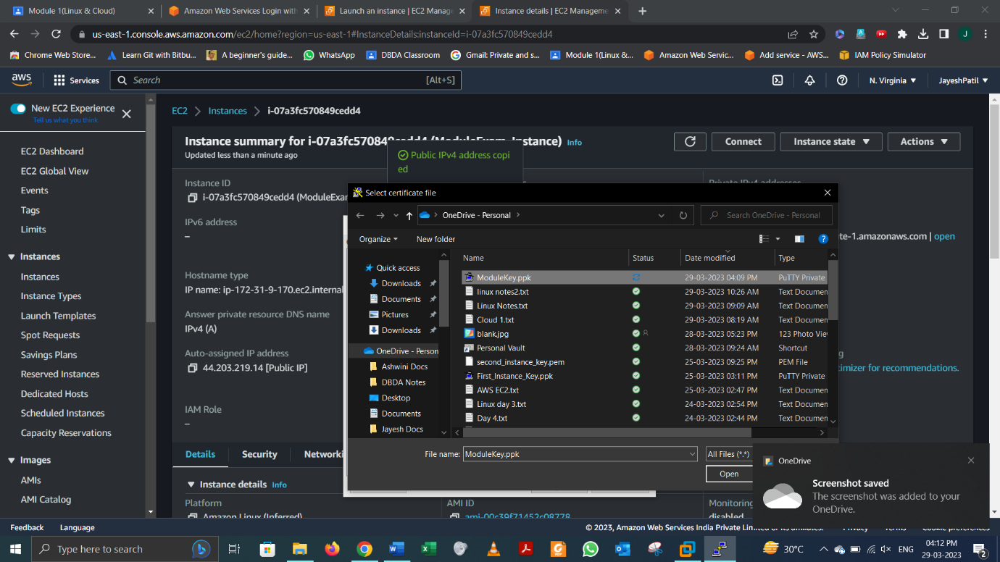 Module 1(Linux & Cloud)
Amazon Web Services Login with
Launch an instance | EC2 Manage
Instance details | EC2 Manageme
us-east-1.console.aws.amazon.com/ec2/home?region=us-east-1#InstanceDetails:instanceId=i-07a3fc570849cedd4
J
Chrome Web Store...
Learn Git with Bitbu...
A beginner's guide...
WhatsApp
DBDA Classroom
Gmail: Private and s...
Module 1(Linux &...
Amazon Web Servic...
Add service - AWS...
IAM Policy Simulator
aws
Services
Search
[Alt+S]
N. Virginia
JayeshPatil
New EC2 Experience
Tell us what you think
EC2 Dashboard
EC2 Global View
Events
Tags
Limits
Instances
Instances
Instance Types
Launch Templates
Spot Requests
Savings Plans
Reserved Instances
Dedicated Hosts
Scheduled Instances
Capacity Reservations
Images
AMIs
AMI Catalog
EC2 > Instances > i-07a3fc570849cedd4
Instance summary for i-07a3fc570849cedd4 (ModuleExam_Instance) Info
Updated less than a minute ago
Connect
Instance state
Actions
Public IPv4 address copi
ed
Instance ID
i-07a3fc570849cedd4 (ModuleExa
IPv6 address
–
Hostname type
IP name: ip-172-31-9-170.ec2.internal
Answer private resource DNS name
IPv4 (A)
Auto-assigned IP address
44.203.219.14 [Public IP]
IAM Role
–
Private IPv4 addresses
te-1.amazonaws.com | open
g
timizer for recommendations.
Details
Security
Networki
Instance details Info
Platform
Amazon Linux (Inferred)
AMI ID
ami-00c39f71452c08778
Monitoring
disabled
Select certificate file
OneDrive - Personal
Search OneDrive - Personal
Organize
New folder
?
Quick access
Downloads
Documents
Pictures
Downloads
OneDrive - Person
Ashwini Docs
DBDA Notes
Desktop
Documents
Jayesh Docs
Name Status Date modified Type
ModuleKey.ppk 29-03-2023 04:09 PM PuTTY Private
linux notes2.txt 29-03-2023 10:26 AM Text Documen
Linux Notes.txt 29-03-2023 09:09 AM Text Documen
Cloud 1.txt 29-03-2023 08:19 AM Text Documen
blank.jpg 28-03-2023 05:23 PM 123 Photo Vie
Personal Vault 28-03-2023 09:24 AM Shortcut
second_instance_key.pem 25-03-2023 09:25 PM PEM File
First_Instance_Key.ppk 25-03-2023 03:11 PM PuTTY Private
AWS EC2.txt 25-03-2023 02:47 PM Text Documen
Linux day 3.txt 24-03-2023 02:54 PM Text Documen
Day 4.txt 24-03-2023 02:44 PM Text Documen
File name: ModuleKey.ppk
All Files (*.*)
Open
OneDrive
Screenshot saved
The screenshot was added to your
OneDrive.
Feedback
Language
© 2023, Amazon Web Services India Private Limited or its affiliates.
Privacy
Terms
Cookie preferences
Type here to search
30°C
ENG
04:12 PM
29-03-2023
2